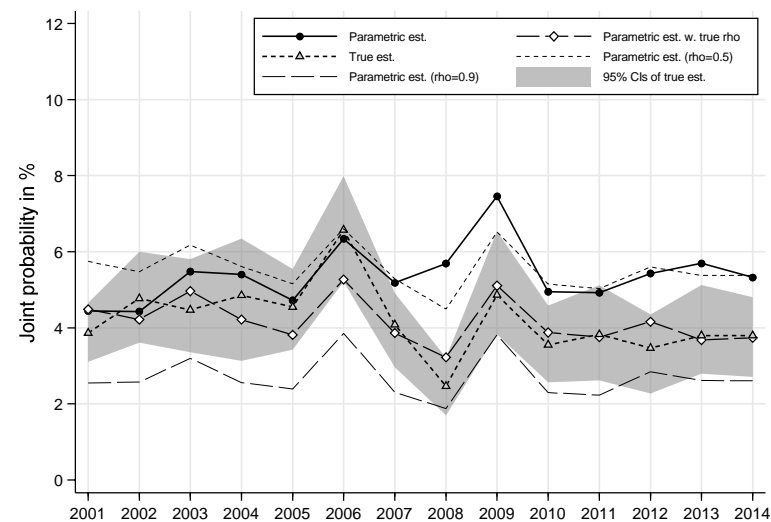 12
10
8
6
4
2
0
Joint probability in %
Parametric est.
Parametric est. w. true rho
True est.
Parametric est. (rho=0.5)
Parametric est. (rho=0.9)
95% CIs of true est.
2001 2002 2003 2004 2005 2006 2007 2008 2009 2010 2011 2012 2013 2014